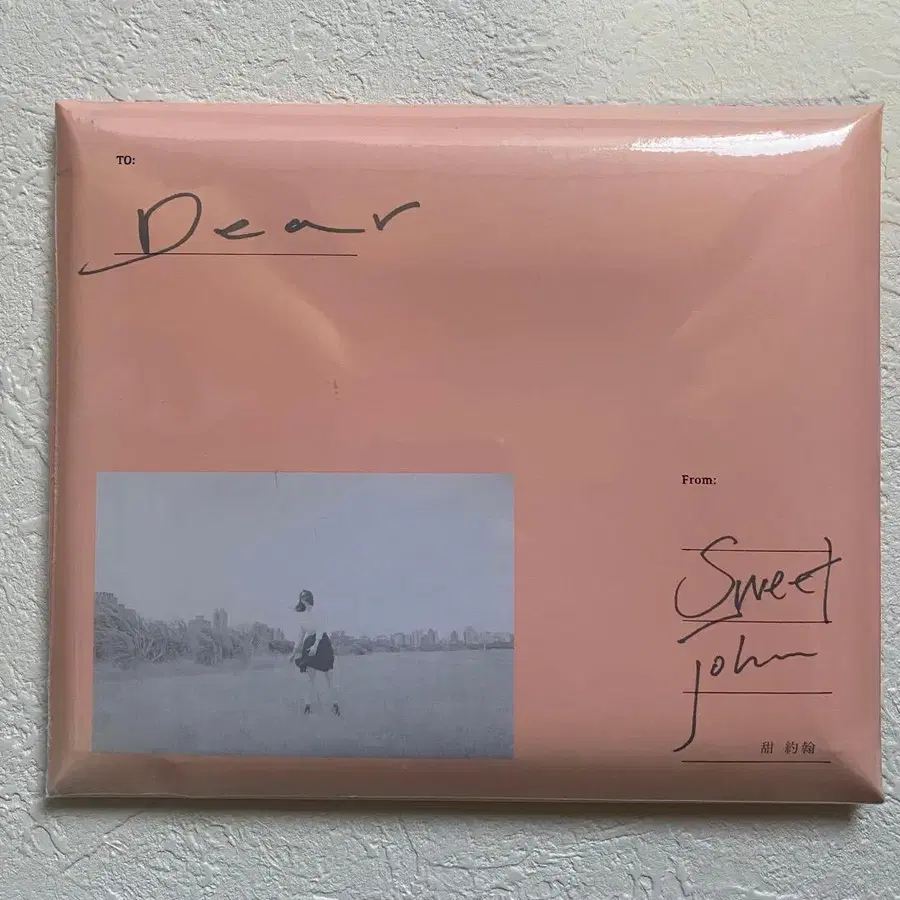 TO:
Dear
From:
Sweet
john
甜 約翰